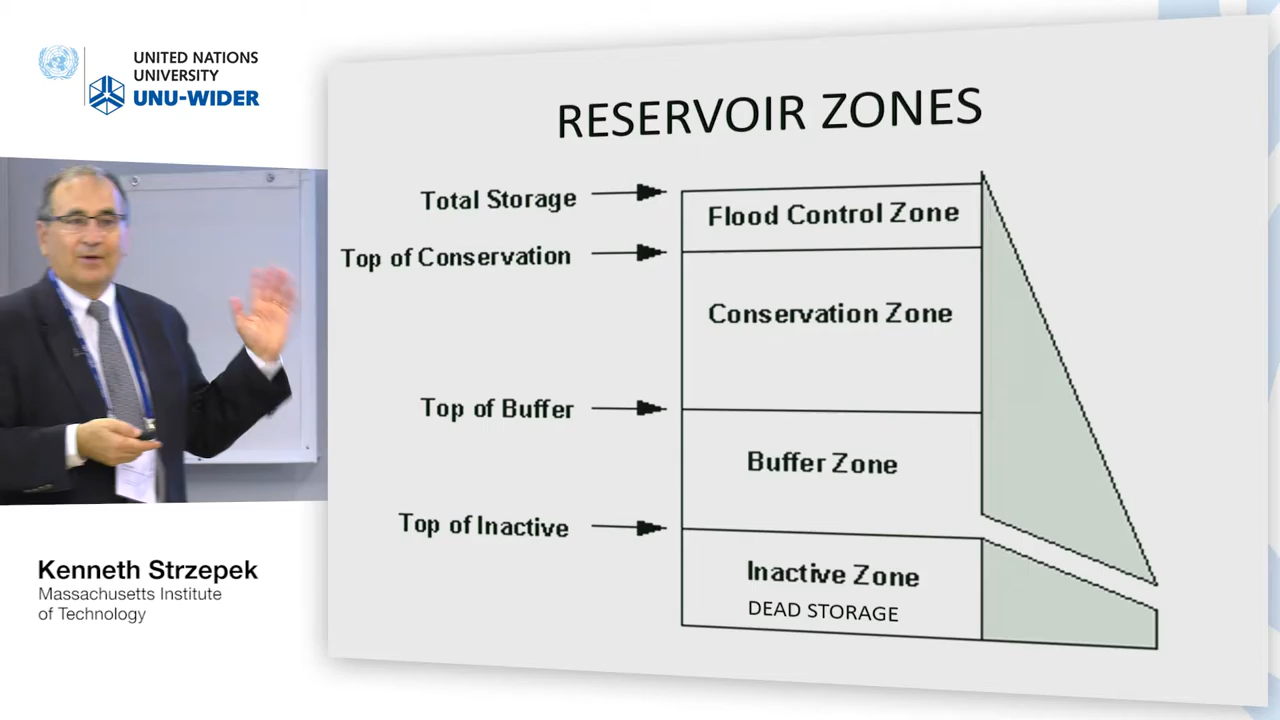 UNITED NATIONS
UNIVERSITY
UNU-WIDER
RESERVOIR ZONES
Total Storage
Flood Control Zone
Top of Conservation
Conservation Zone
Top of Buffer
Buffer Zone
Top of Inactive
Inactive Zone
DEAD STORAGE
Kenneth Strzepek
Massachusetts Institute
of Technology